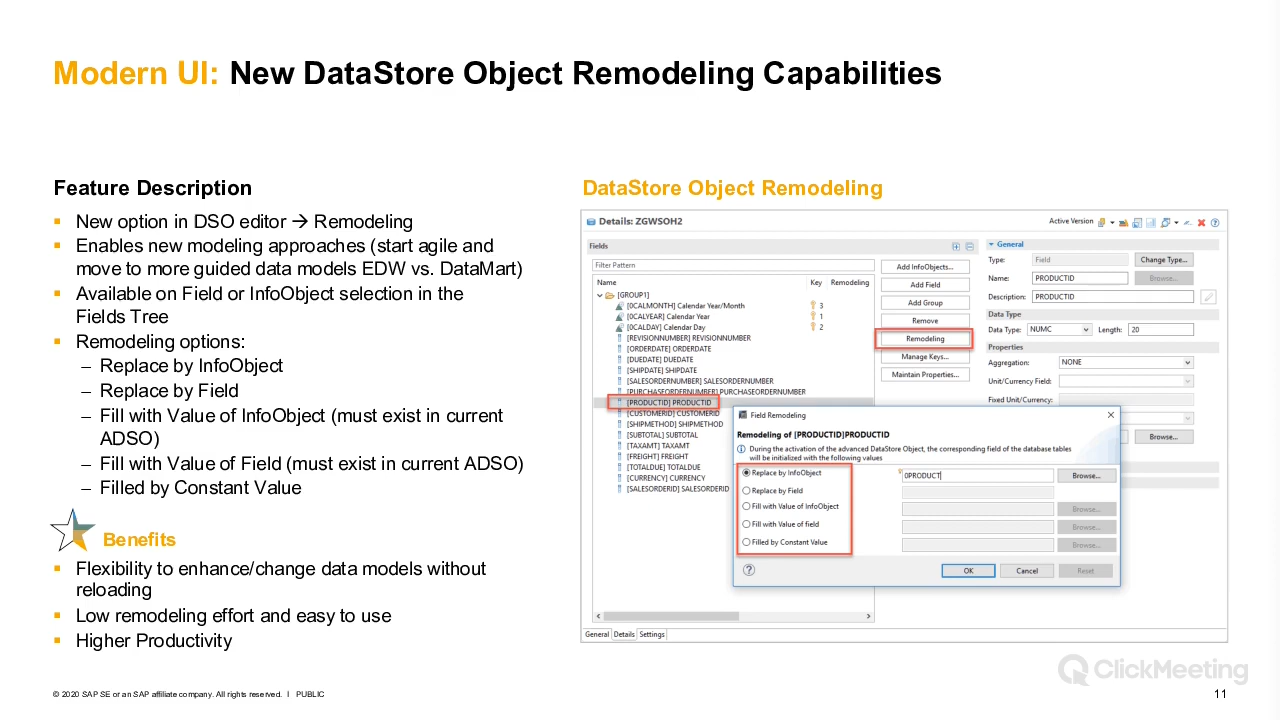 Modern UI: New DataStore Object Remodeling Capabilities
Feature Description
▪ New option in DSO editor → Remodeling
▪ Enables new modeling approaches (start agile and
move to more guided data models EDW vs. DataMart)
▪ Available on Field or InfoObject selection in the
Fields Tree
▪ Remodeling options:
– Replace by InfoObject
– Replace by Field
– Fill with Value of InfoObject (must exist in current
ADSO)
– Fill with Value of Field (must exist in current ADSO)
– Filled by Constant Value
Benefits
▪ Flexibility to enhance/change data models without
reloading
▪ Low remodeling effort and easy to use
▪ Higher Productivity
DataStore Object Remodeling
Details: ZGWSOH2
Active Version
Fields
Filter Pattern
Name Key Remodeling
[GROUP1]
[0CALMONTH] Calendar Year/Month 3
[0CALYEAR] Calendar Year 1
[0CALDAY] Calendar Day 2
[REVISIONNUMBER] REVISIONNUMBER
[ORDERDATE] ORDERDATE
[DUEDATE] DUEDATE
[SHIPDATE] SHIPDATE
[SALESORDERNUMBER] SALESORDERNUMBER
[PURCHASEORDERNUMBER] PURCHASEORDERNUMBER
[PRODUCTID] PRODUCTID
[CUSTOMERID] CUSTOMERID
[SHIPMETHOD] SHIPMETHOD
[SUBTOTAL] SUBTOTAL
[TAXAMT] TAXAMT
[FREIGHT] FREIGHT
[TOTALDUE] TOTALDUE
[CURRENCY] CURRENCY
[SALESORDERID] SALESORDERID
Add InfoObjects...
Add Field
Add Group
Remove
Remodeling
Manage Keys...
Maintain Properties...
General
Type: Field Change Type...
Name: PRODUCTID Browse...
Description: PRODUCTID
Data Type
Data Type: NUMC Length: 20
Properties
Aggregation: NONE
Unit/Currency Field:
Fixed Unit/Currency:
Browse...
Field Remodeling
Remodeling of [PRODUCTID]PRODUCTID
During the activation of the advanced DataStore Object, the corresponding field of the database tables
will be initialized with the following values
Replace by InfoObject 0PRODUCT Browse...
Replace by Field
Fill with Value of InfoObject Browse...
Fill with Value of field Browse...
Filled by Constant Value Browse...
OK Cancel Reset
General Details Settings
ClickMeeting
© 2020 SAP SE or an SAP affiliate company. All rights reserved. I PUBLIC
11